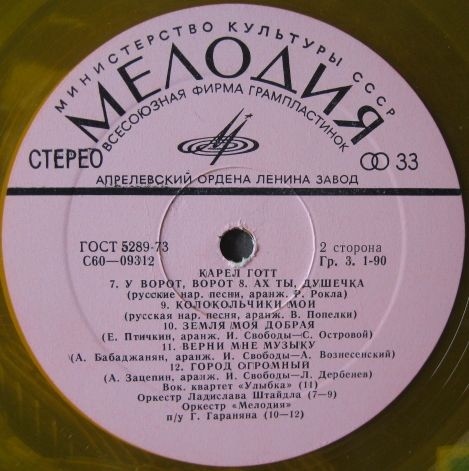 МИНИСТЕРСТВО КУЛЬТУРЫ СССР
МЕЛОДИЯ
ВСЕСОЮЗНАЯ ФИРМА ГРАМПЛАСТИНОК
СТЕРЕО
33
АПРЕЛЕВСКИЙ ОРДЕНА ЛЕНИНА ЗАВОД
ГОСТ 5289-73
С60—09312
2 сторона
Гр. 3. 1-90
КАРЕЛ ГОТТ
7. У ВОРОТ, ВОРОТ 8. АХ ТЫ, ДУШЕЧКА
(русские нар. песни, аранж. Р. Рокла)
9. КОЛОКОЛЬЧИКИ МОИ
(русская нар. песня, аранж. В. Попелки)
10. ЗЕМЛЯ МОЯ ДОБРАЯ
(Е. Птичкин, аранж. И. Свободы—С. Островой)
11. ВЕРНИ МНЕ МУЗЫКУ
(А. Бабаджанян, аранж. И. Свободы—А. Вознесенский)
12. ГОРОД ОГРОМНЫЙ
(А. Зацепин, аранж. И. Свободы—Л. Дербенев)
Вок. квартет «Улыбка» (11)
Оркестр Ладислава Штайдла (7—9)
Оркестр «Мелодия»
п/у Г. Гараняна (10—12)